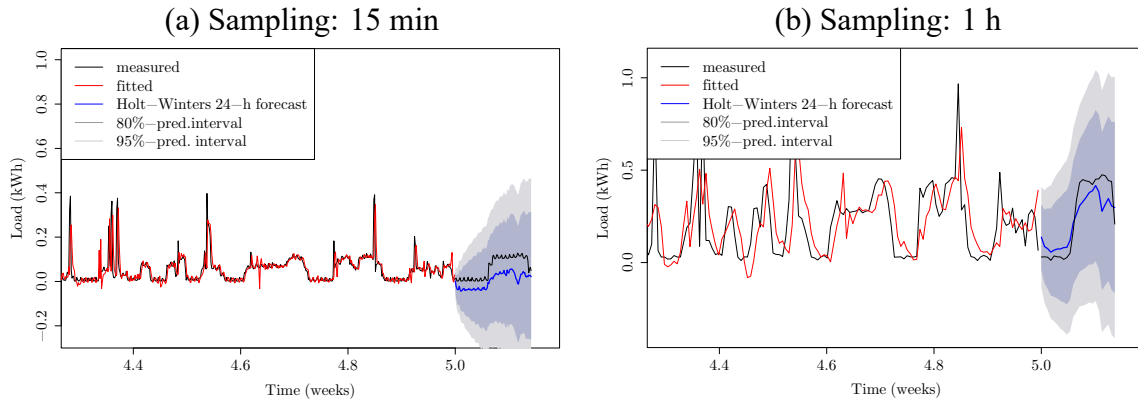 (a) Sampling: 15 min
measured
fitted
Holt−Winters 24−h forecast
80%−pred.interval
95%−pred. interval
Load (kWh)
1.0
0.8
0.6
0.4
0.2
0.0
−0.2
4.4
4.6
4.8
5.0
Time (weeks)
(b) Sampling: 1 h
measured
fitted
Holt−Winters 24−h forecast
80%−pred.interval
95%−pred. interval
Load (kWh)
1.0
0.5
0.0
4.4
4.6
4.8
5.0
Time (weeks)